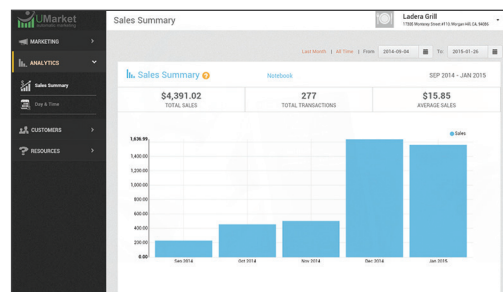 UMarket
Sales Summary
Ladera Grill
MARKETING
ANALYTICS
Sales Summary
Day & Time
CUSTOMERS
RESOURCES
Last Month | All Time | From 2014-09-04 To 2015-01-26
Sales Summary ?
Notebook
SEP 2014 - JAN 2015
$4,391.02
TOTAL SALES
277
TOTAL TRANSACTIONS
$15.85
AVERAGE SALES
Sales
1,636.99
1,400.00
1,200.00
1,000.00
800.00
600.00
400.00
200.00
0.00
Sep 2014
Oct 2014
Nov 2014
Dec 2014
Jan 2015